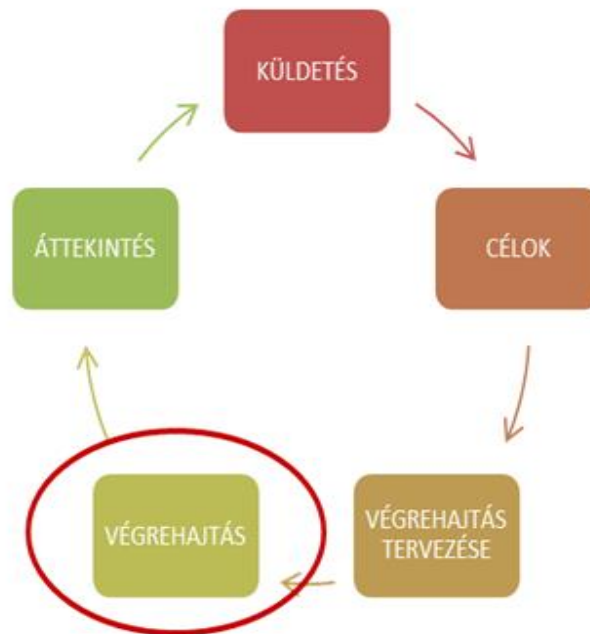 KÜLDETÉS
CÉLOK
VÉGREHAJTÁS
TERVEZÉSE
VÉGREHAJTÁS
ÁTTEKINTÉS